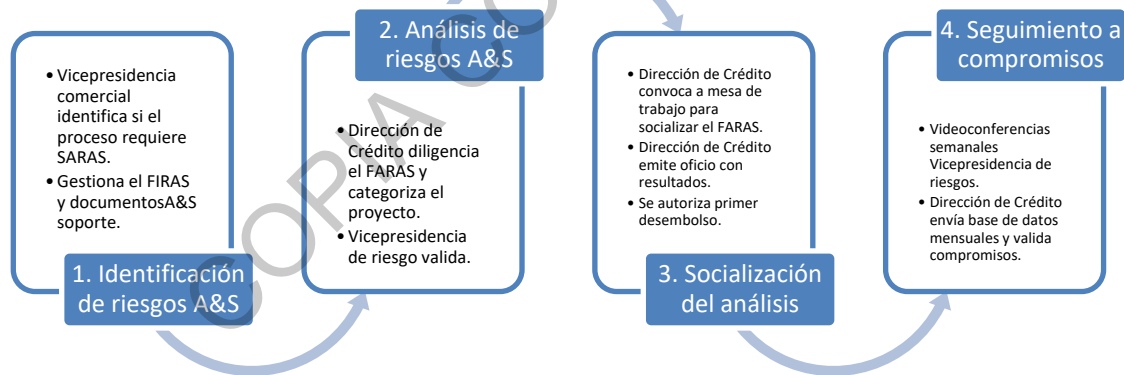 • Vicepresidencia
comercial
identifica si el
proceso requiere
SARAS.
• Gestiona el FIRAS
y documentosA&S
soporte.
1. Identificación
de riesgos A&S
2. Análisis de
riesgos A&S
• Dirección de
Crédito diligencia
el FARAS y
categoriza el
proyecto.
• Vicepresidencia
de riesgo valida.
• Dirección de Crédito
convoca a mesa de
trabajo para
socializar el FARAS.
• Dirección de Crédito
emite oficio con
resultados.
• Se autoriza primer
desembolso.
3. Socialización
del análisis
4. Seguimiento a
compromisos
• Videoconferencias
semanales
Vicepresidencia de
riesgos.
• Dirección de Crédito
envía base de datos
mensuales y valida
compromisos.
COPIA CO